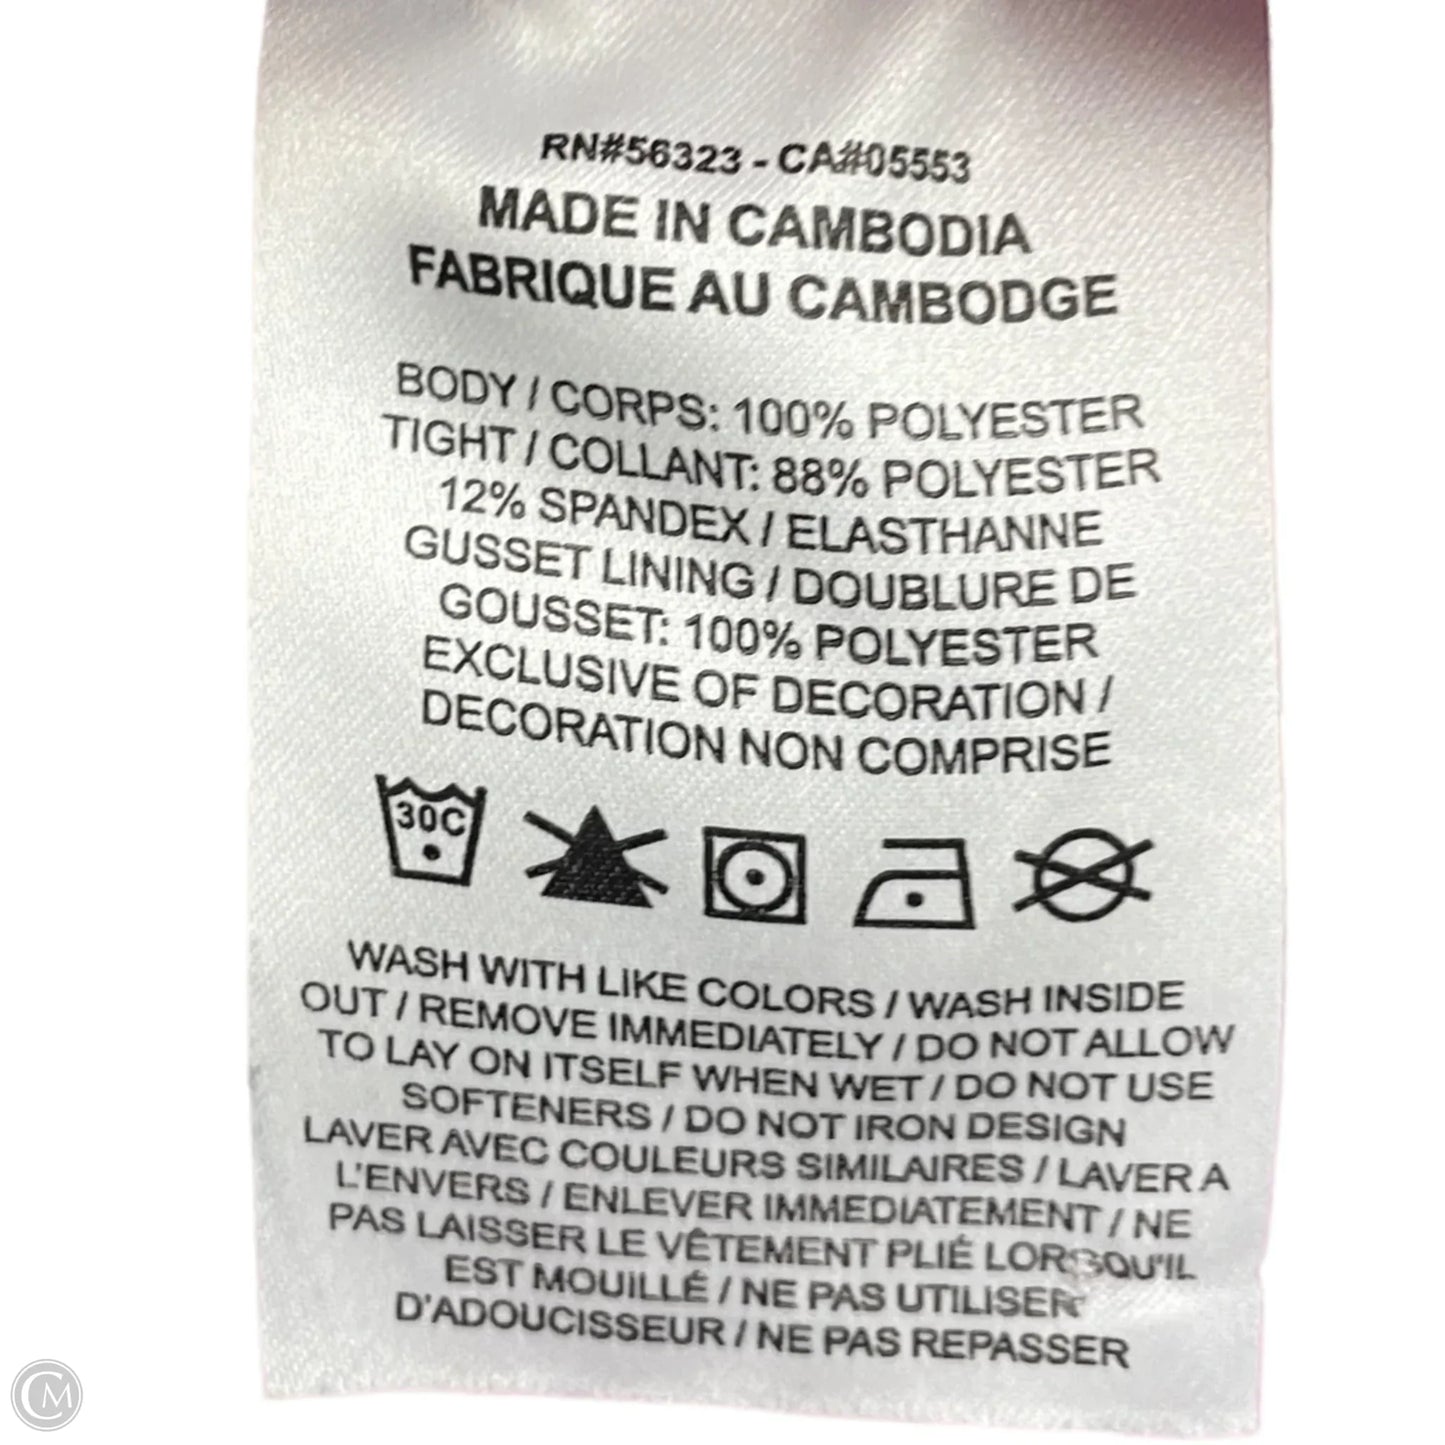 RN#56323 - CA#05553
MADE IN CAMBODIA
FABRIQUE AU CAMBODGE
BODY / CORPS: 100% POLYESTER
TIGHT / COLLANT: 88% POLYESTER
12% SPANDEX / ELASTHANNE
GUSSET LINING / DOUBLURE DE
GOUSSET: 100% POLYESTER
EXCLUSIVE OF DECORATION /
DECORATION NON COMPRISE
30C
WASH WITH LIKE COLORS / WASH INSIDE
OUT / REMOVE IMMEDIATELY / DO NOT ALLOW
TO LAY ON ITSELF WHEN WET / DO NOT USE
SOFTENERS / DO NOT IRON DESIGN
LAVER AVEC COULEURS SIMILAIRES / LAVER A
L'ENVERS / ENLEVER IMMEDIATEMENT / NE
PAS LAISSER LE VÊTEMENT PLIÉ LORSQU'IL
EST MOUILLÉ / NE PAS UTILISER
D'ADOUCISSEUR / NE PAS REPASSER
CM